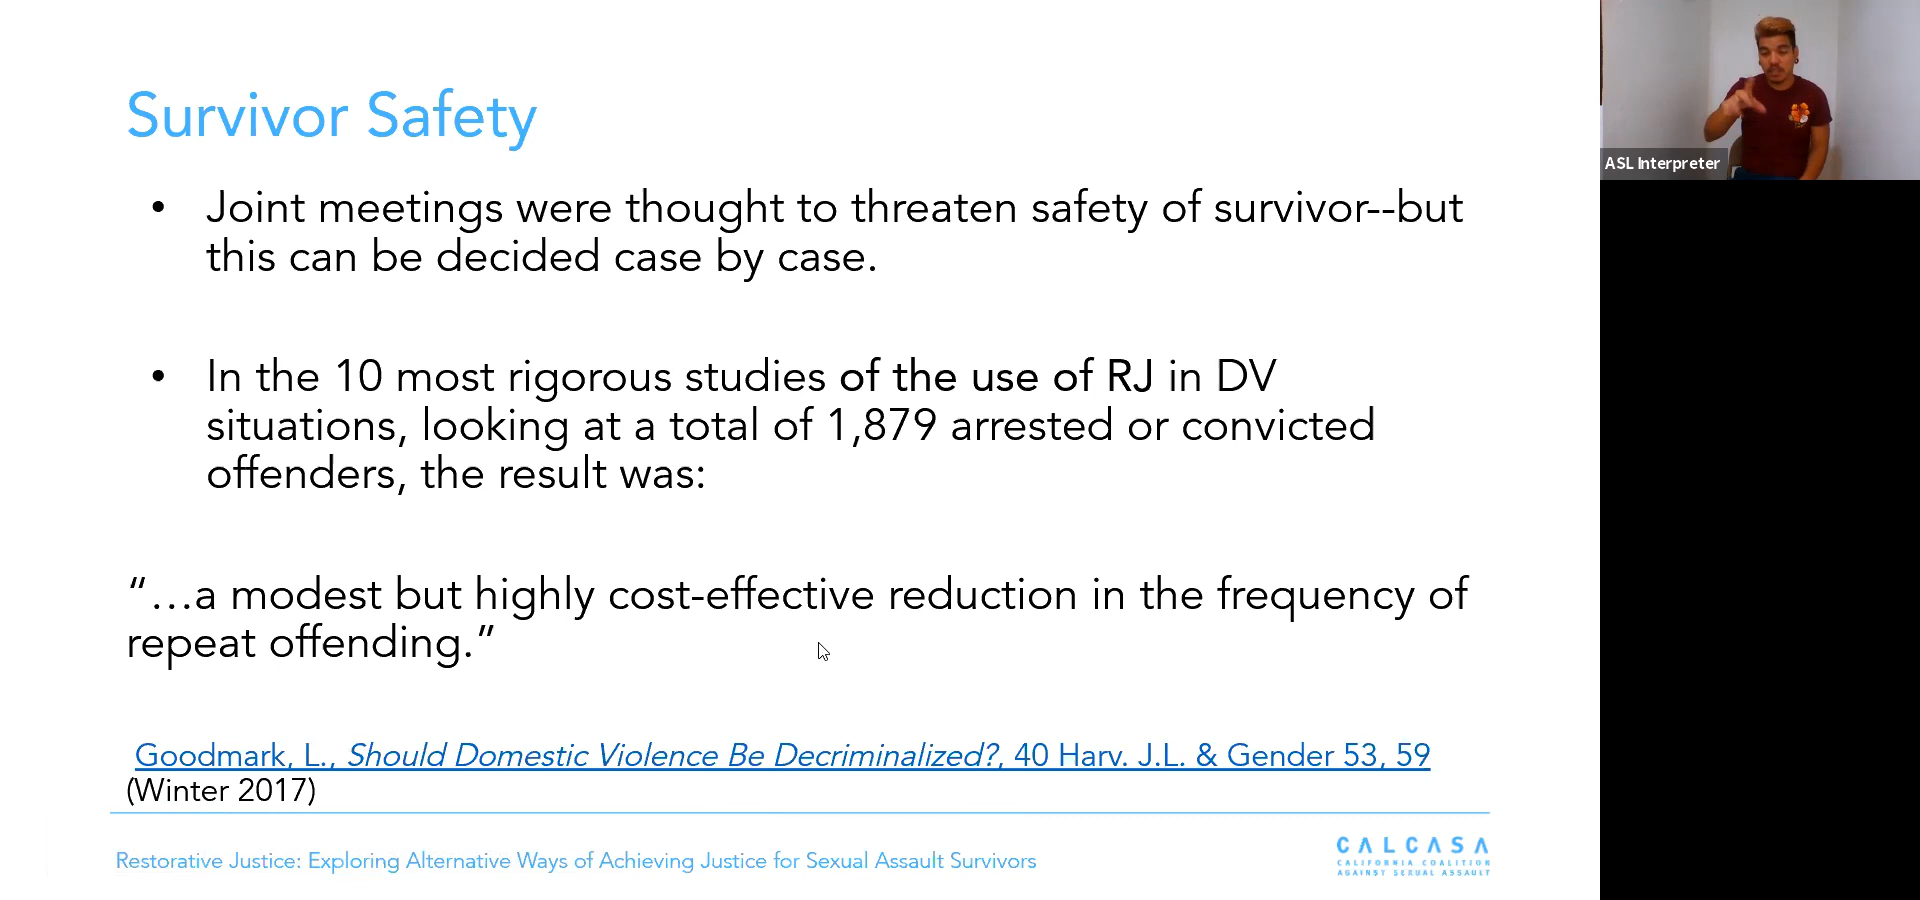 Survivor Safety
• Joint meetings were thought to threaten safety of survivor--but
this can be decided case by case.
• In the 10 most rigorous studies of the use of RJ in DV
situations, looking at a total of 1,879 arrested or convicted
offenders, the result was:
“…a modest but highly cost-effective reduction in the frequency of
repeat offending.”
Goodmark, L., Should Domestic Violence Be Decriminalized?, 40 Harv. J.L. & Gender 53, 59
(Winter 2017)
Restorative Justice: Exploring Alternative Ways of Achieving Justice for Sexual Assault Survivors
CALCASA
CALIFORNIA COALITION
AGAINST SEXUAL ASSAULT
ASL Interpreter